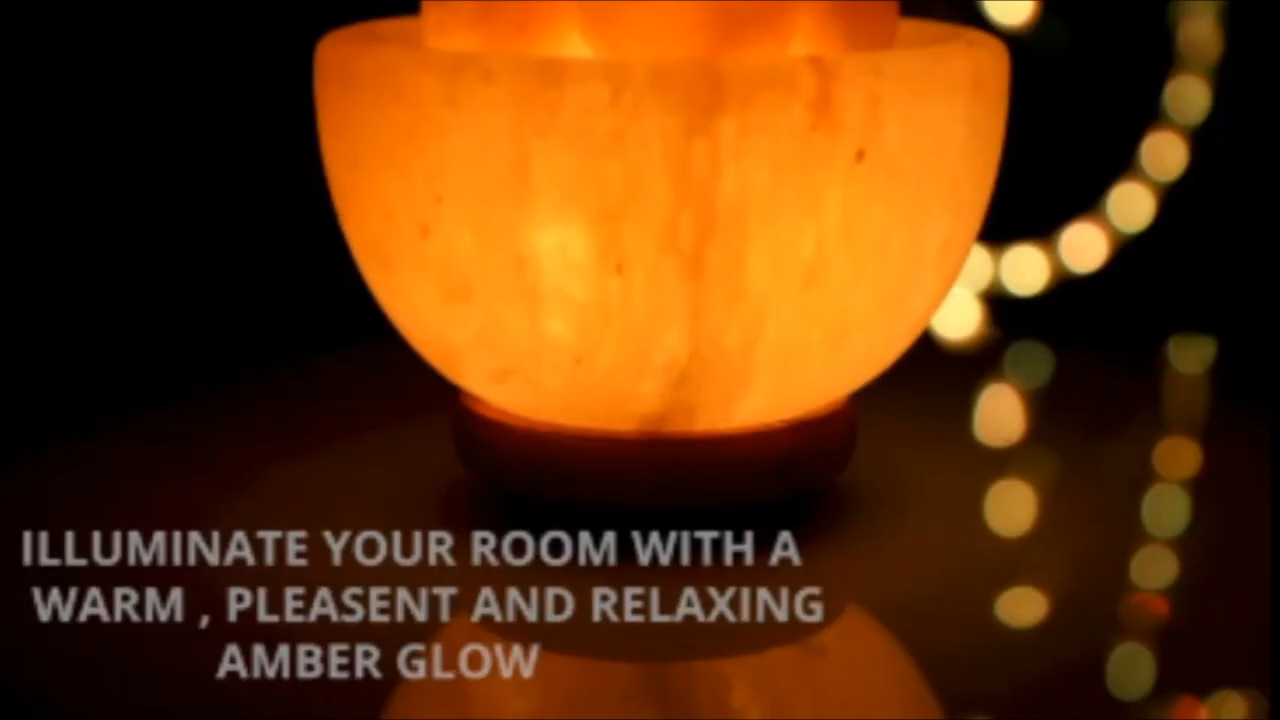 ILLUMINATE YOUR ROOM WITH A
WARM , PLEASENT AND RELAXING
AMBER GLOW